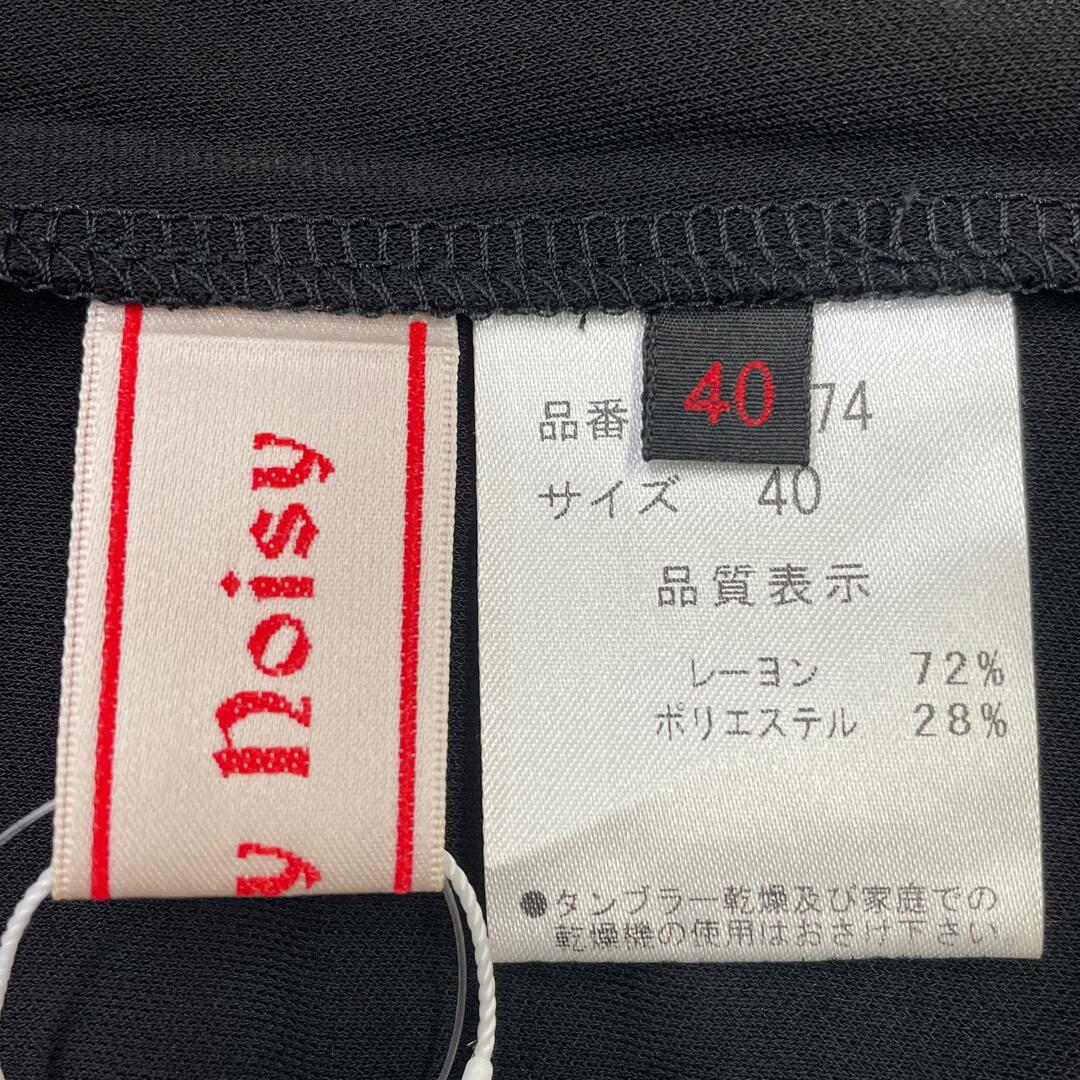 y Noisy
40
品番 74
サイズ 40
品質表示
レーヨン 72%
ポリエステル 28%
●タンブラー乾燥及び家庭での
乾燥機の使用はおさけ下さい